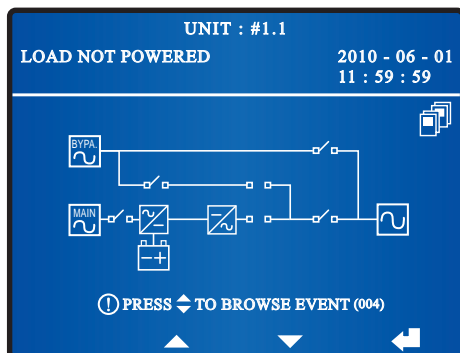 UNIT : #1.1
LOAD NOT POWERED
2010 - 06 - 01
11 : 59 : 59
BYPA.
MAIN
PRESS TO BROWSE EVENT (004)